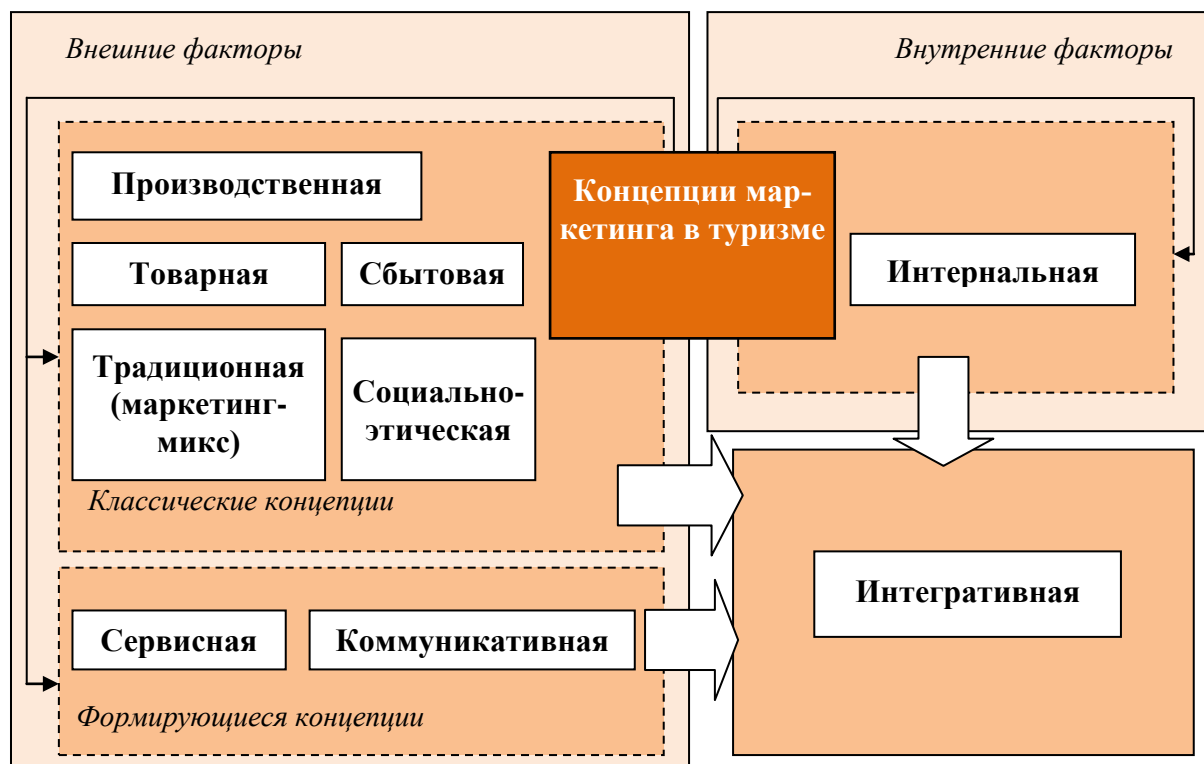 Внешние факторы
Внутренние факторы
Производственная
Концепции мар-
кетинга в туризме
Товарная
Сбытовая
Интернальная
Традиционная
(маркетинг-
микс)
Социально-
этическая
Классические концепции
Интегративная
Сервисная
Коммуникативная
Формирующиеся концепции